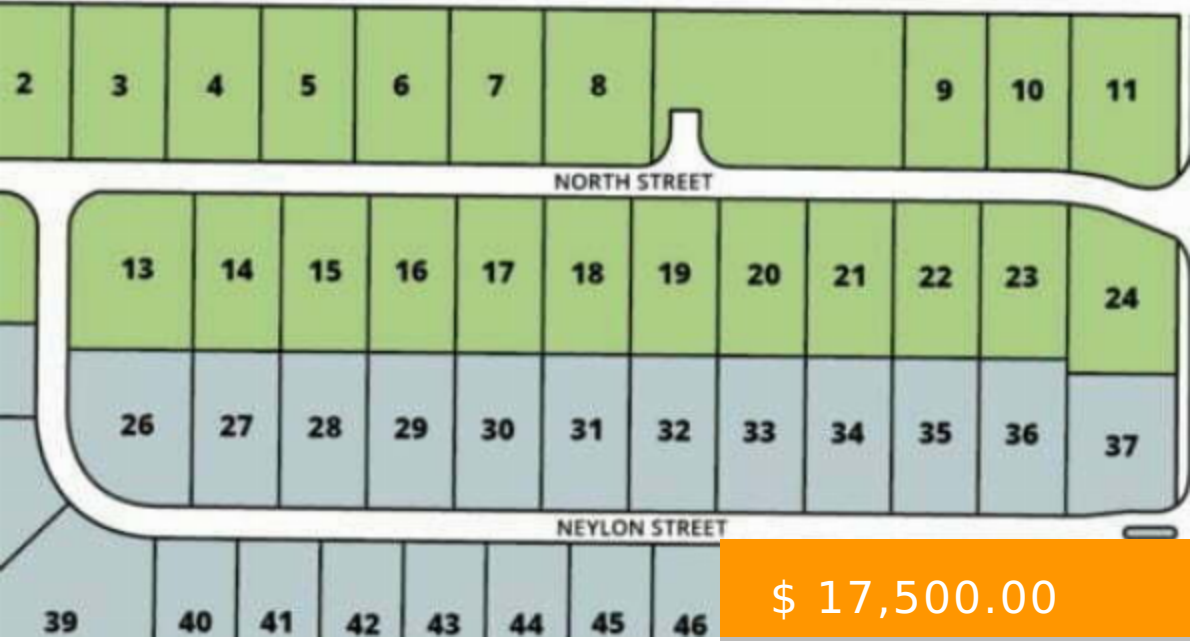 2 3 4 5 6 7 8 9 10 11
NORTH STREET
13 14 15 16 17 18 19 20 21 22 23 24
26 27 28 29 30 31 32 33 34 35 36 37
NEYLON STREET
39 40 41 42 43 44 45 46
$ 17,500.00